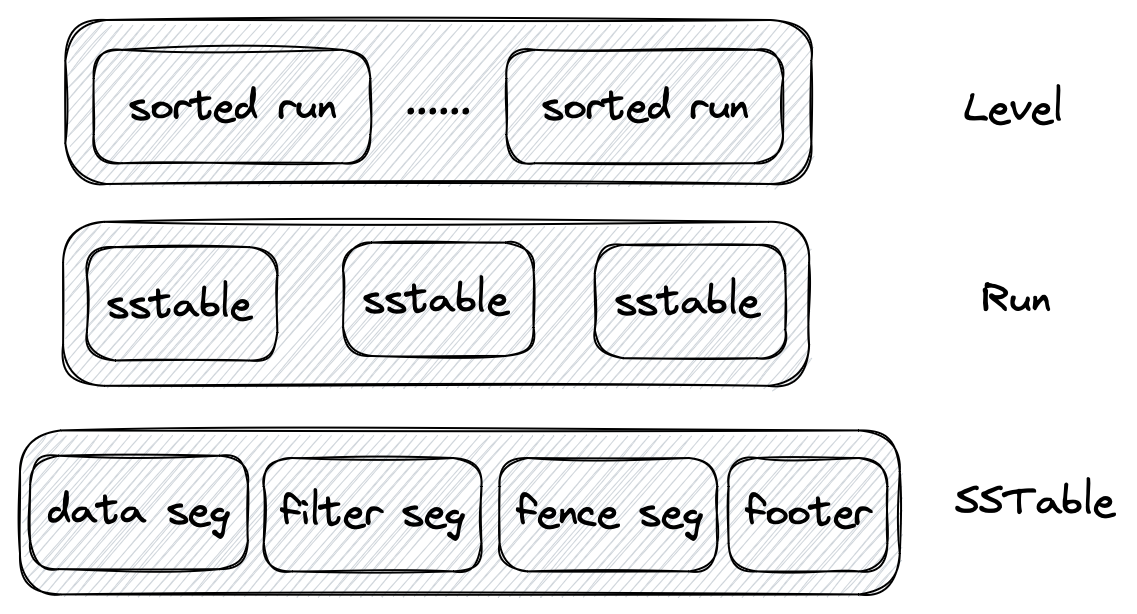 sorted run ...... sorted run Level
sstable sstable sstable Run
data seg filter seg fence seg footer SSTable